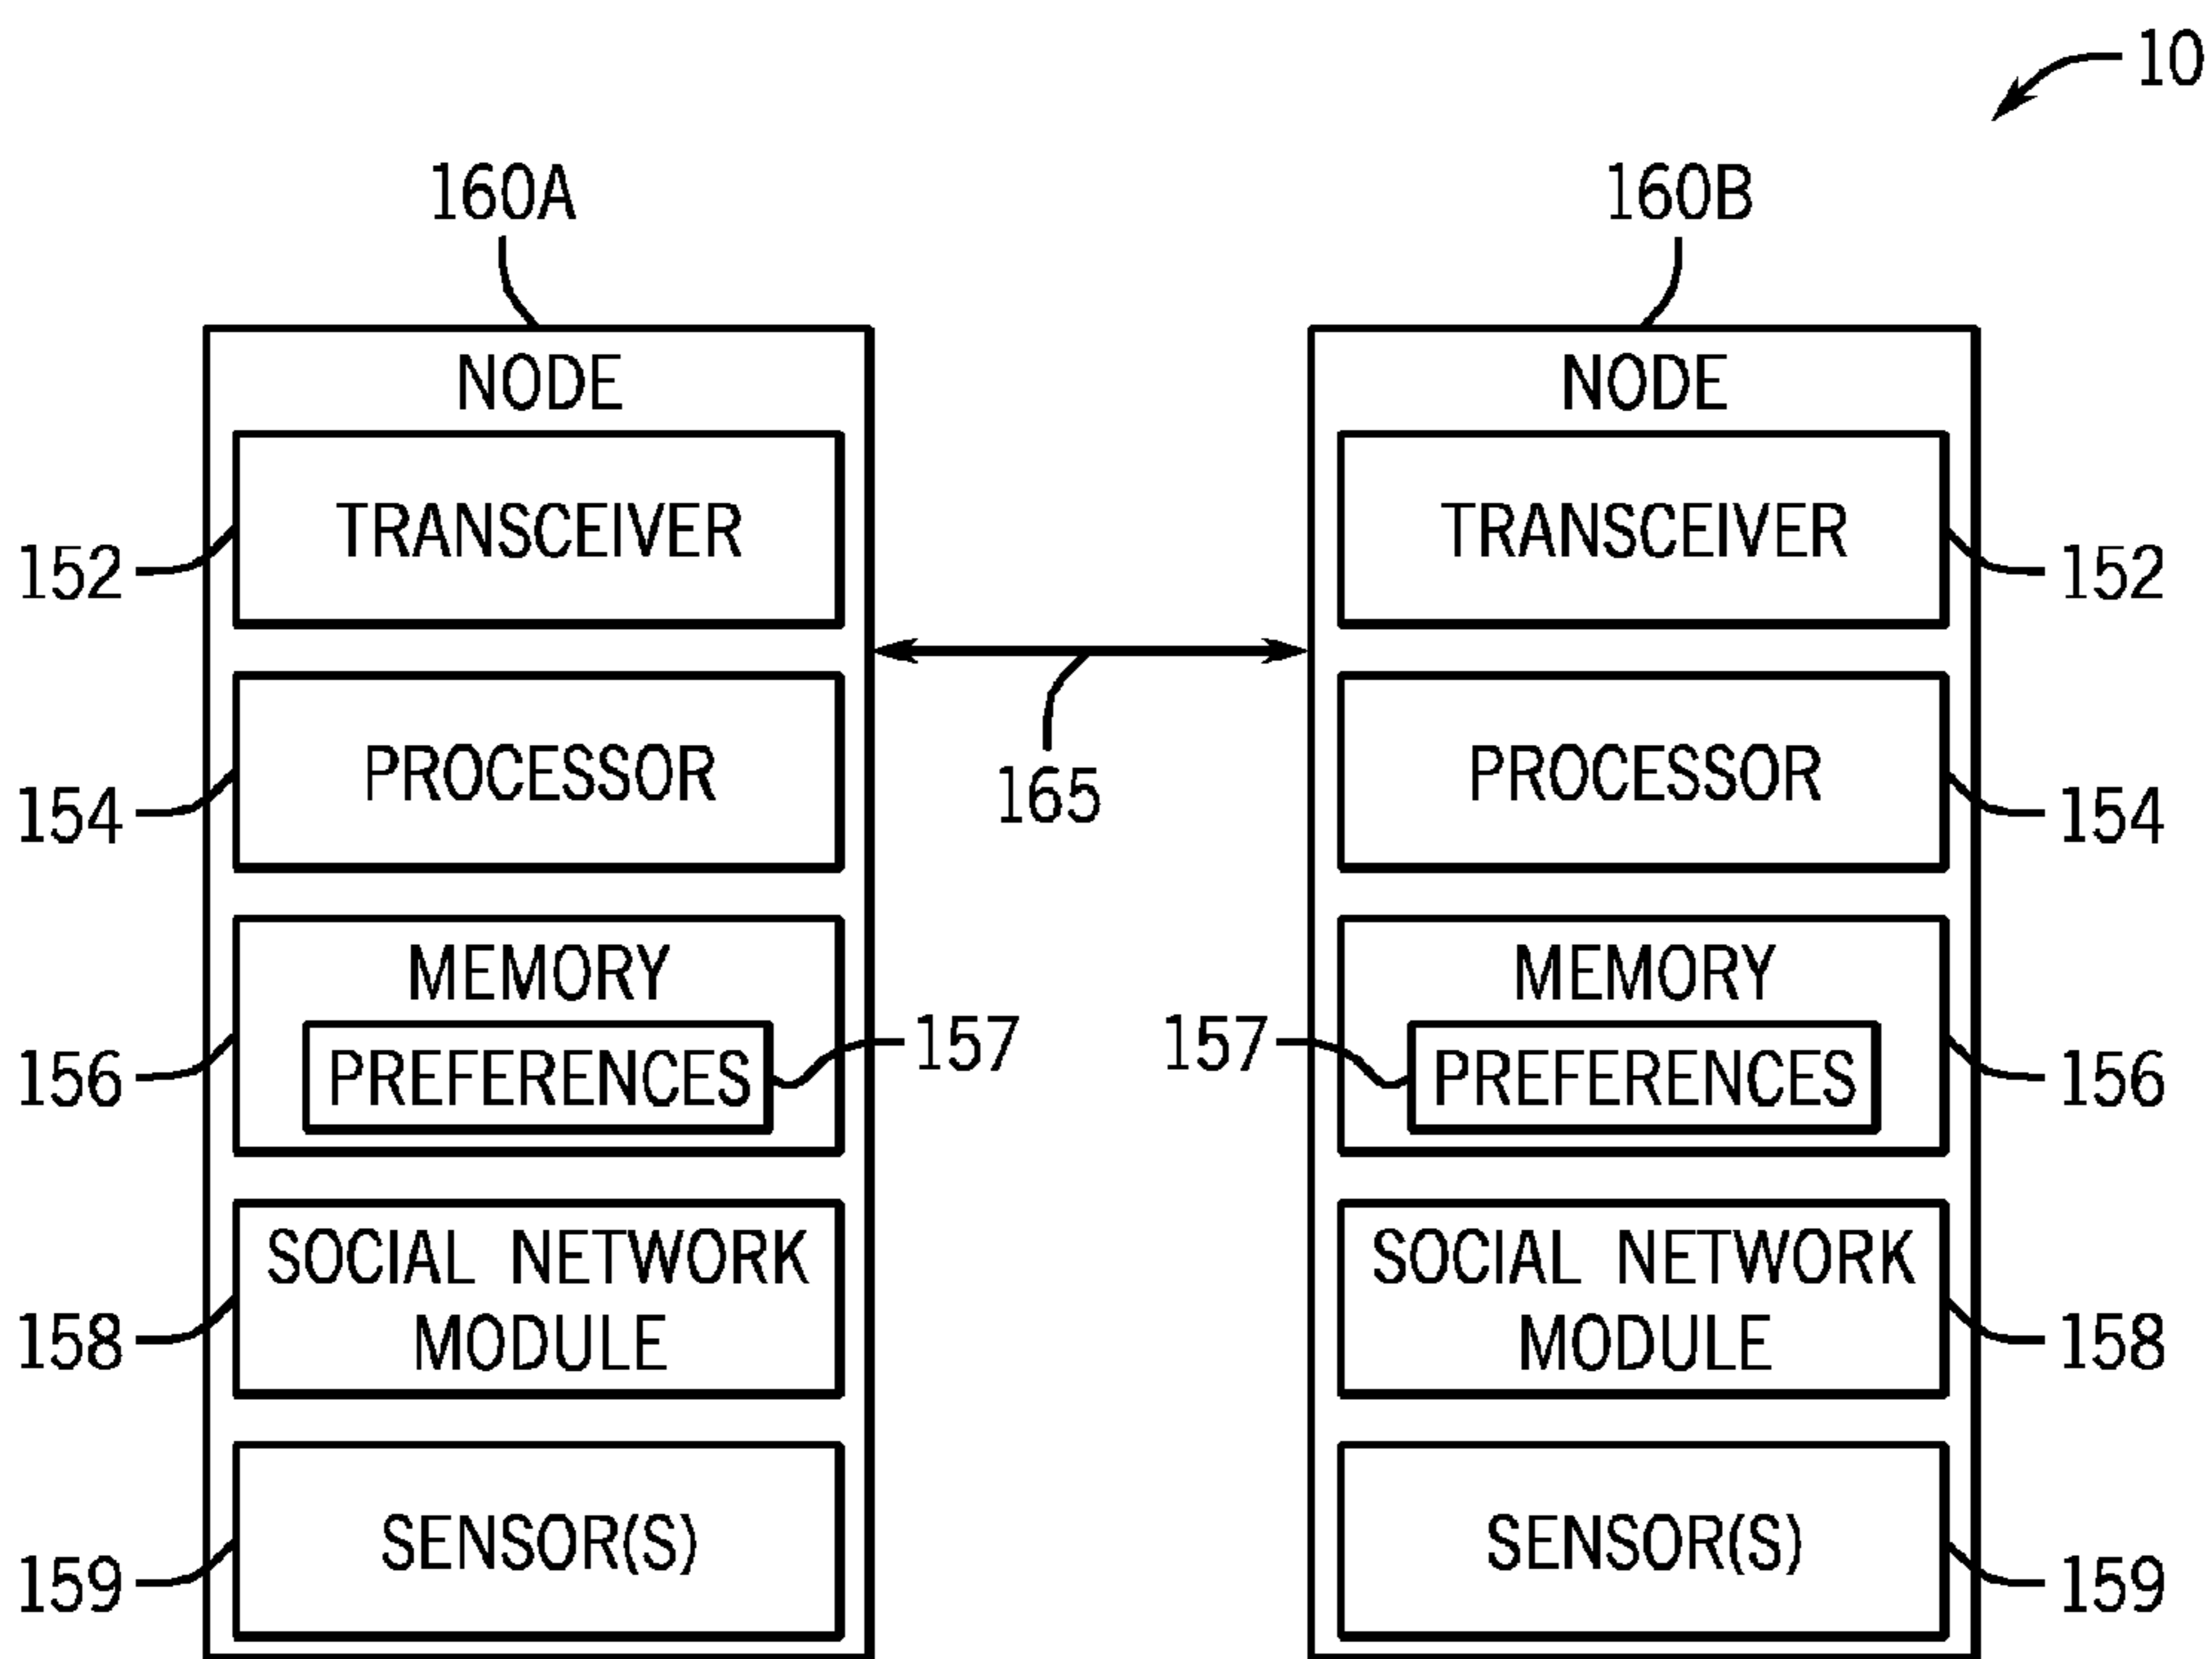 10
160A
160B
NODE
NODE
TRANSCEIVER
TRANSCEIVER
152
152
PROCESSOR
PROCESSOR
154
165
154
MEMORY
MEMORY
PREFERENCES
157
157
PREFERENCES
156
156
SOCIAL NETWORK
MODULE
SOCIAL NETWORK
MODULE
158
158
SENSOR(S)
SENSOR(S)
159
159